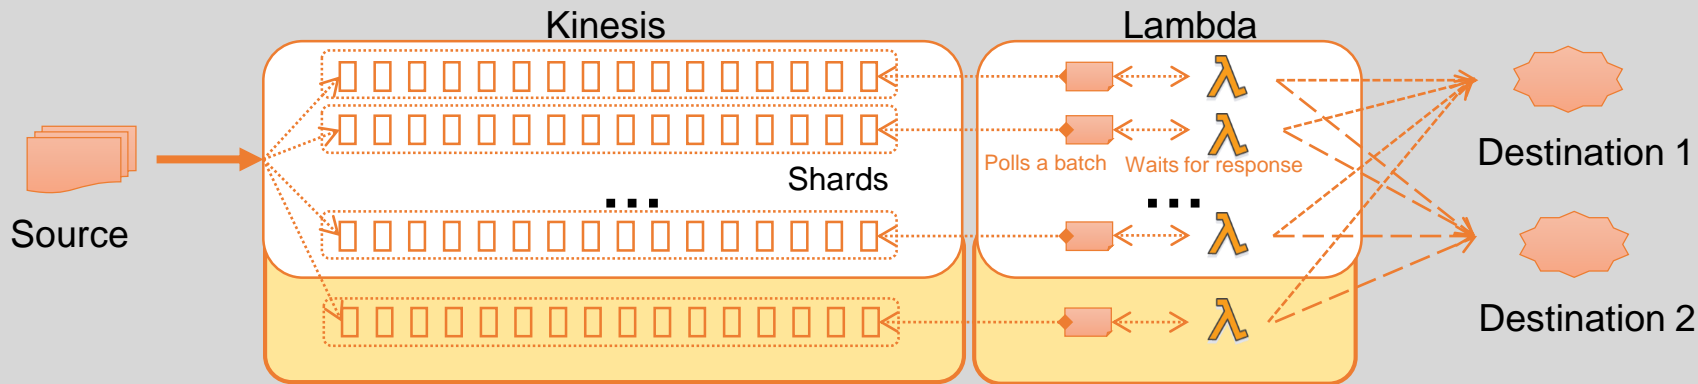 Kinesis
Lambda
Polls a batch
Waits for response
Destination 1
Shards
...
...
Source
Destination 2